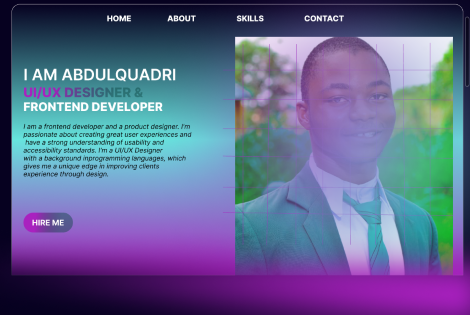 HOME ABOUT SKILLS CONTACT
I AM ABDULQUADRI
UI/UX DESIGNER &
FRONTEND DEVELOPER
I am a frontend developer and a product designer. I'm
passionate about creating great user experiences and
have a strong understanding of usability and
accessibility standards. I'm a UI/UX Designer
with a background inprogramming languages, which
gives me a unique edge in improving clients
experience through design.
HIRE ME